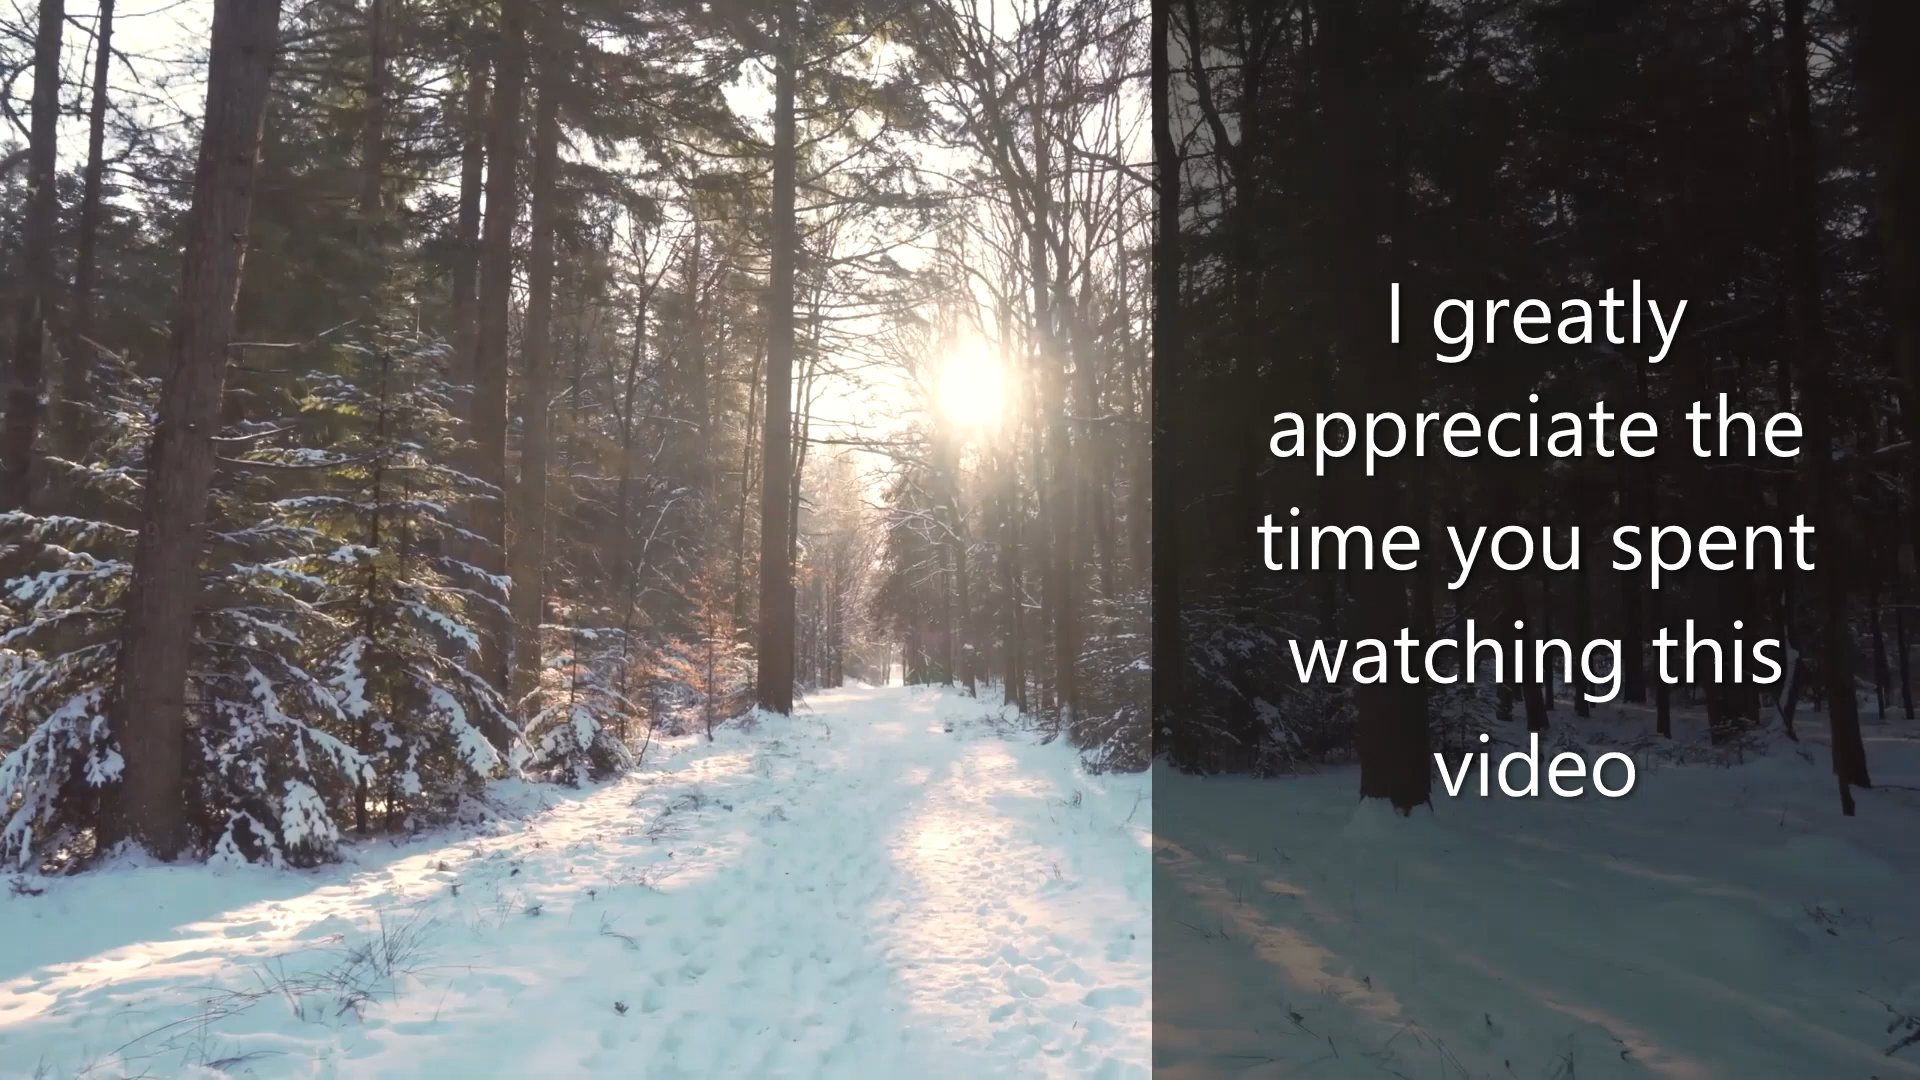 I greatly
appreciate the
time you spent
watching this
video